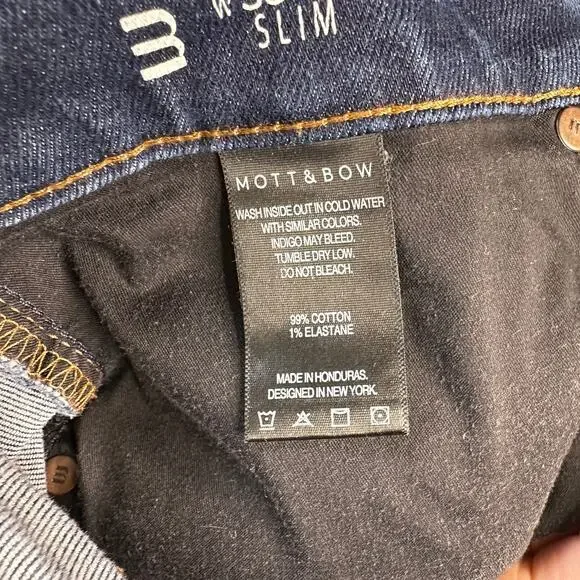 SLIM
MOTT & BOW
WASH INSIDE OUT IN COLD WATER
WITH SIMILAR COLORS.
INDIGO MAY BLEED.
TUMBLE DRY LOW.
DO NOT BLEACH.
99% COTTON
1% ELASTANE
MADE IN HONDURAS.
DESIGNED IN NEW YORK.